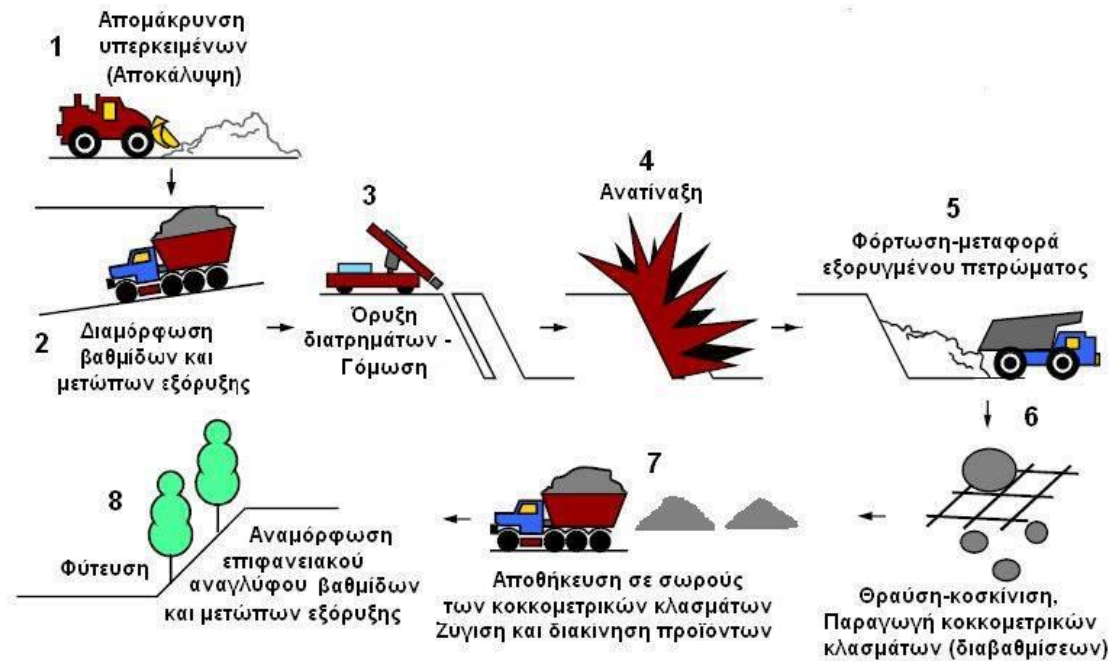 1
Απομάκρυνση
υπερκειμένων
(Αποκάλυψη)
2
Διαμόρφωση
βαθμίδων και
μετώπων εξόρυξης
3
Όρυξη
διατρημάτων -
Γόμωση
4
Ανατίναξη
5
Φόρτωση-μεταφορά
εξορυγμένου πετρώματος
6
Θραύση-κοσκίνιση,
Παραγωγή κοκκομετρικών
κλασμάτων (διαβαθμίσεων)
7
Αποθήκευση σε σωρούς
των κοκκομετρικών κλασμάτων
Ζύγιση και διακίνηση προϊόντων
8
Φύτευση
Αναμόρφωση
επιφανειακού
αναγλύφου βαθμίδων
και μετώπων εξόρυξης